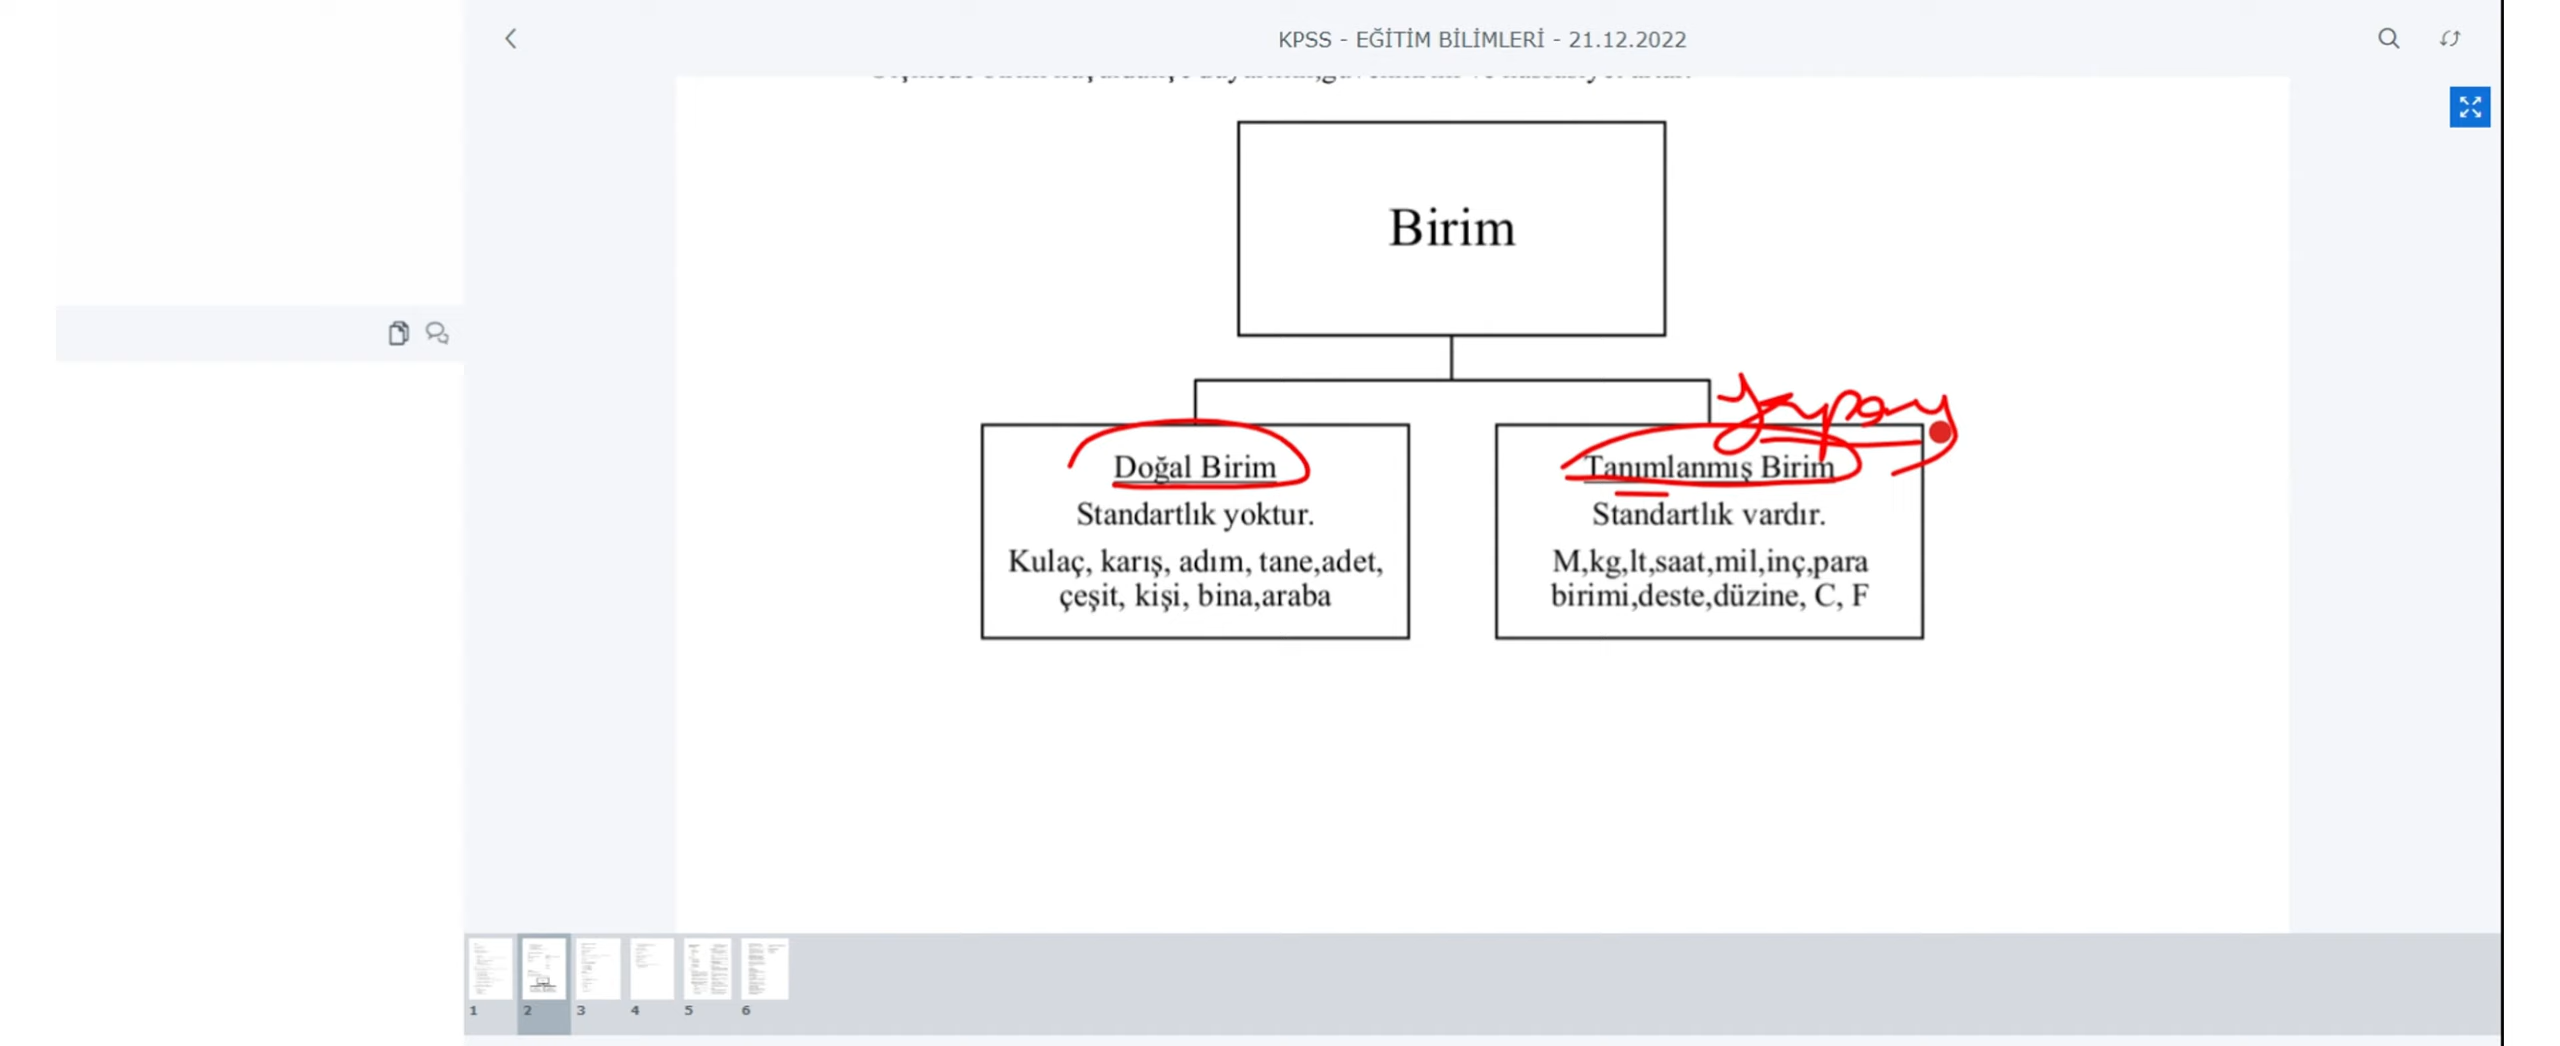 KPSS - EĞİTİM BİLİMLERİ - 21.12.2022
Birim
Yapay
Doğal Birim
Standartlık yoktur.
Kulaç, karış, adım, tane,adet,
çeşit, kişi, bina,araba
Tanımlanmış Birim
Standartlık vardır.
M,kg,lt,saat,mil,inç,para
birimi,deste,düzine, C, F
1 2 3 4 5 6